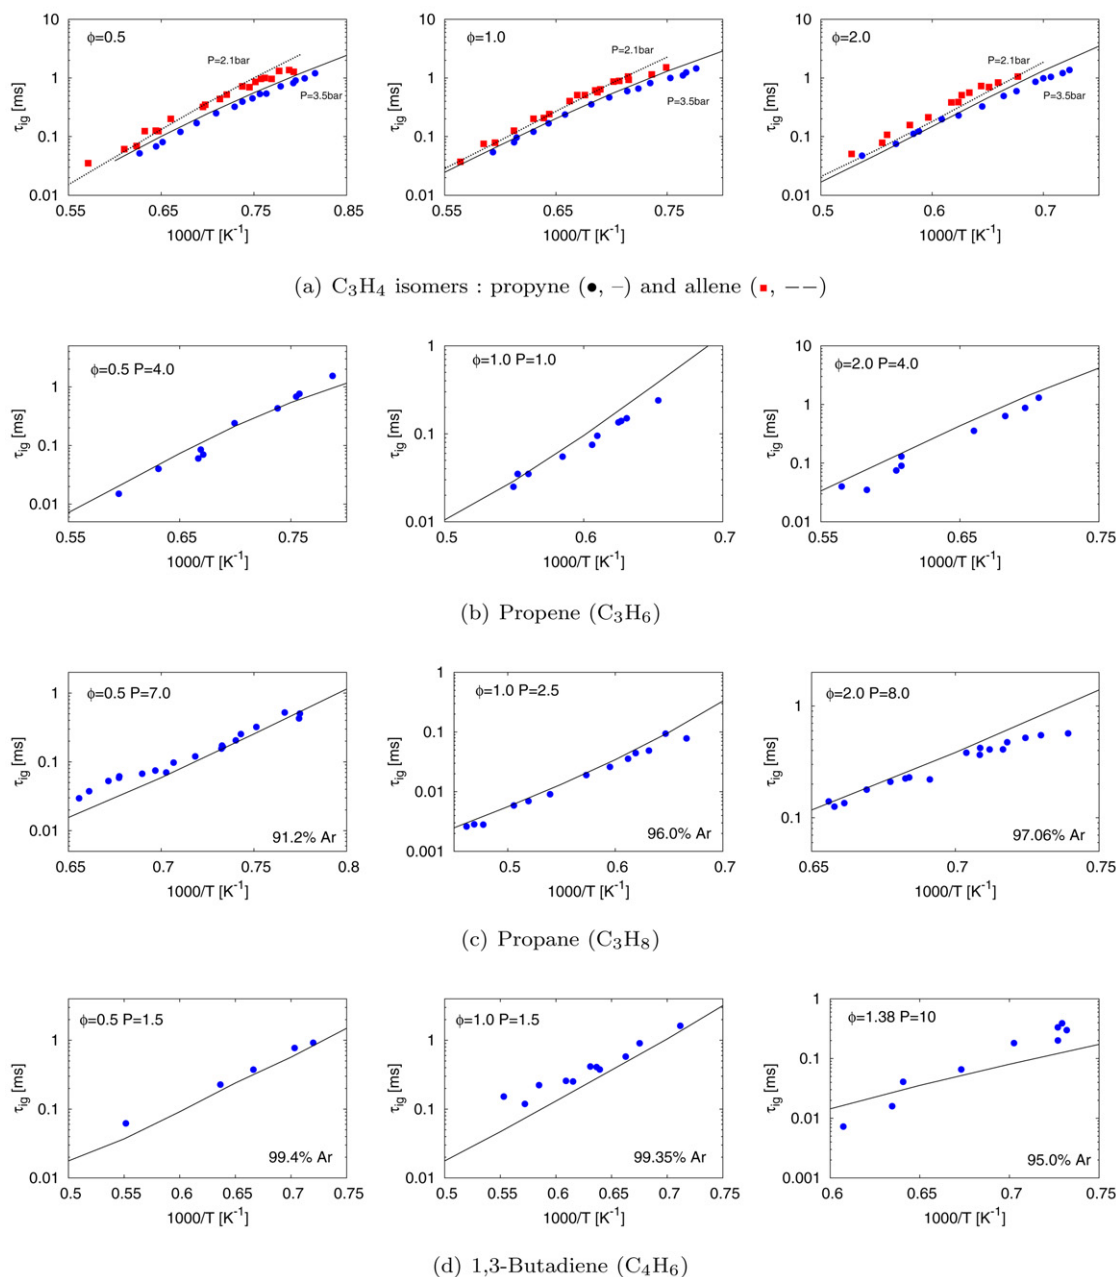 ϕ=0.5
P=2.1bar
P=3.5bar
τig [ms]
10
1
0.1
0.01
0.55
0.65
0.75
0.85
1000/T [K-1]
ϕ=1.0
P=2.1bar
P=3.5bar
τig [ms]
10
1
0.1
0.01
0.55
0.65
0.75
0.85
1000/T [K-1]
ϕ=2.0
P=2.1bar
P=3.5bar
τig [ms]
10
1
0.1
0.01
0.5
0.6
0.7
1000/T [K-1]
(a) C3H4 isomers : propyne (●, –) and allene (■, −−)
ϕ=0.5 P=4.0
τig [ms]
1
0.1
0.01
0.55
0.65
0.75
1000/T [K-1]
ϕ=1.0 P=1.0
τig [ms]
1
0.1
0.01
0.5
0.6
0.7
1000/T [K-1]
ϕ=2.0 P=4.0
τig [ms]
10
1
0.1
0.01
0.55
0.65
0.75
1000/T [K-1]
(b) Propene (C3H6)
ϕ=0.5 P=7.0
τig [ms]
1
0.1
0.01
91.2% Ar
0.65
0.7
0.75
0.8
1000/T [K-1]
ϕ=1.0 P=2.5
τig [ms]
1
0.1
0.01
0.001
96.0% Ar
0.5
0.6
0.7
1000/T [K-1]
ϕ=2.0 P=8.0
τig [ms]
1
0.1
97.06% Ar
0.65
0.7
0.75
1000/T [K-1]
(c) Propane (C3H8)
ϕ=0.5 P=1.5
τig [ms]
1
0.1
0.01
99.4% Ar
0.5
0.55
0.6
0.65
0.7
0.75
1000/T [K-1]
ϕ=1.0 P=1.5
τig [ms]
1
0.1
0.01
99.35% Ar
0.5
0.55
0.6
0.65
0.7
0.75
1000/T [K-1]
ϕ=1.38 P=10
τig [ms]
1
0.1
0.01
0.001
95.0% Ar
0.6
0.65
0.7
0.75
1000/T [K-1]
(d) 1,3-Butadiene (C4H6)